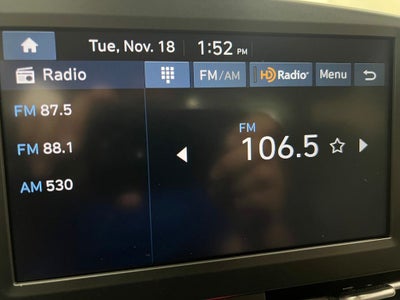 Tue, Nov. 18 1:52 PM
Radio FM/AM HD Radio Menu
FM 87.5
FM 88.1
AM 530
FM
106.5